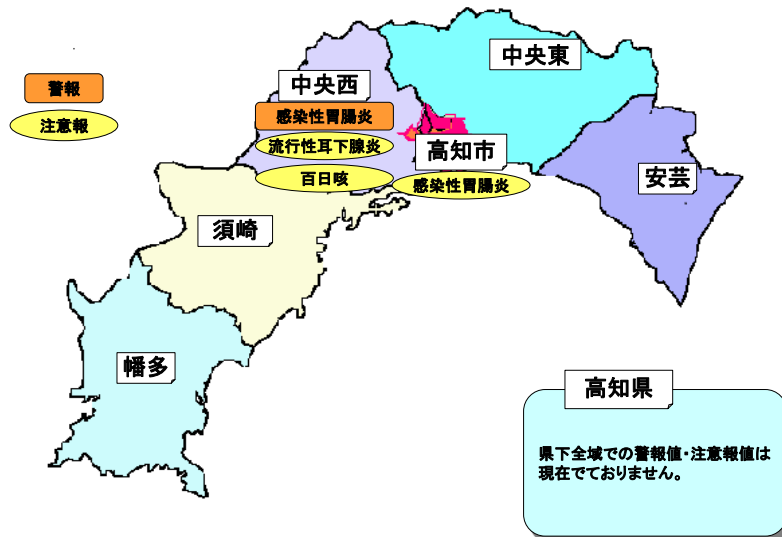 中央東
中央西
警報
感染性胃腸炎
注意報
流行性耳下腺炎
高知市
百日咳
感染性胃腸炎
安芸
須崎
幡多
高知県
県下全域での警報値・注意報値は
現在でておりません。